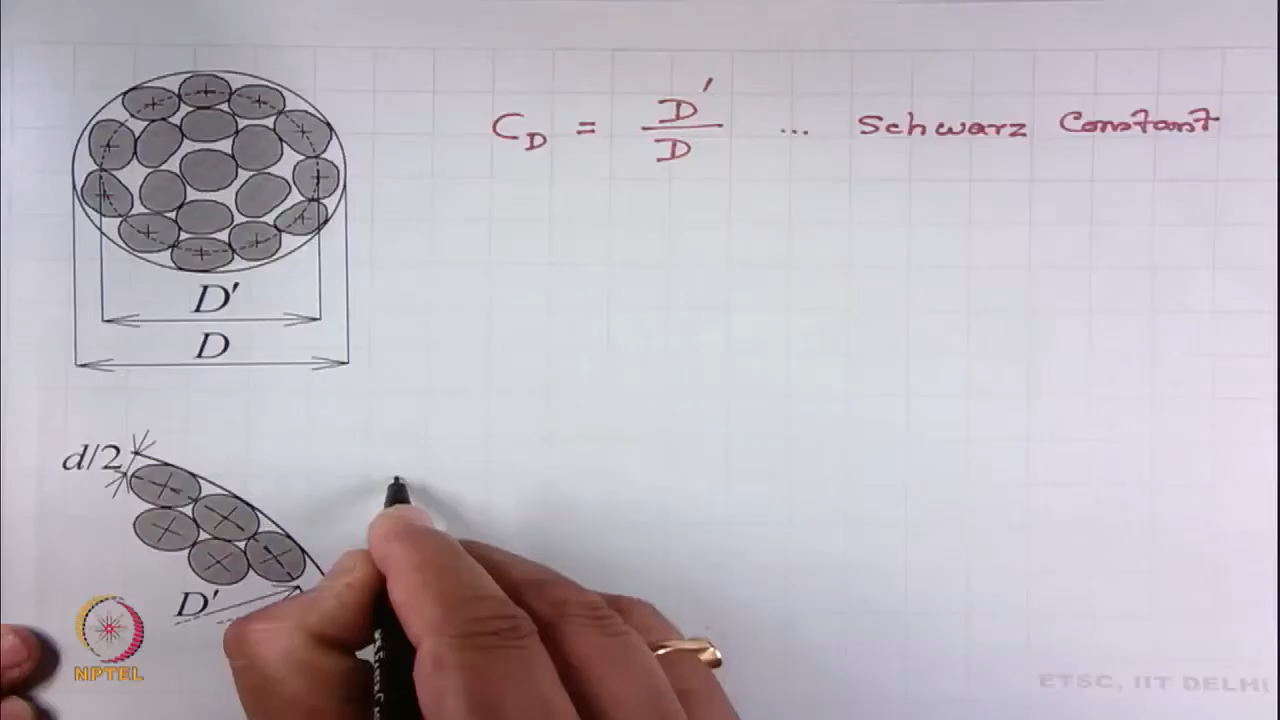 C_D = D' / D ... Schwarz Constant
D'
D
d/2
D'
NPTEL
ETSC, IIT DELHI